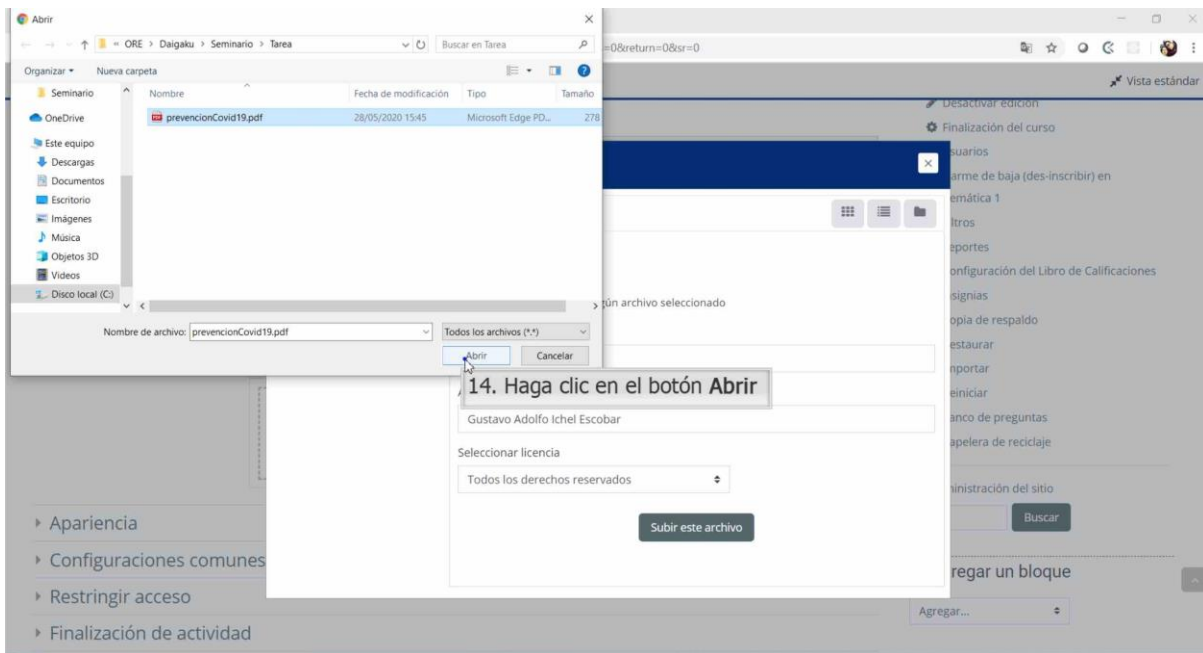 Abrir
« ORE > Daigaku > Seminario > Tarea
Buscar en Tarea
=0&return=0&sr=0
Organizar
Nueva carpeta
Vista estándar
Nombre
Fecha de modificación
Tipo
Tamaño
Seminario
prevencionCovid19.pdf
28/05/2020 15:45
Microsoft Edge PD...
278
OneDrive
Este equipo
Descargas
Documentos
Escritorio
Imágenes
Música
Objetos 3D
Videos
Disco local (C:)
Nombre de archivo:
prevencionCovid19.pdf
Todos los archivos (*.*)
Abrir
Cancelar
14. Haga clic en el botón Abrir
gún archivo seleccionado
Gustavo Adolfo Ichel Escobar
Seleccionar licencia
Todos los derechos reservados
Subir este archivo
Desactivar edición
Finalización del curso
suarios
arme de baja (des-inscribir) en
emática 1
ltros
eportes
onfiguración del Libro de Calificaciones
signias
opia de respaldo
estaurar
mportar
einiciar
anco de preguntas
apelera de reciclaje
ministración del sitio
Buscar
regar un bloque
Agregar...
Apariencia
Configuraciones comunes
Restringir acceso
Finalización de actividad